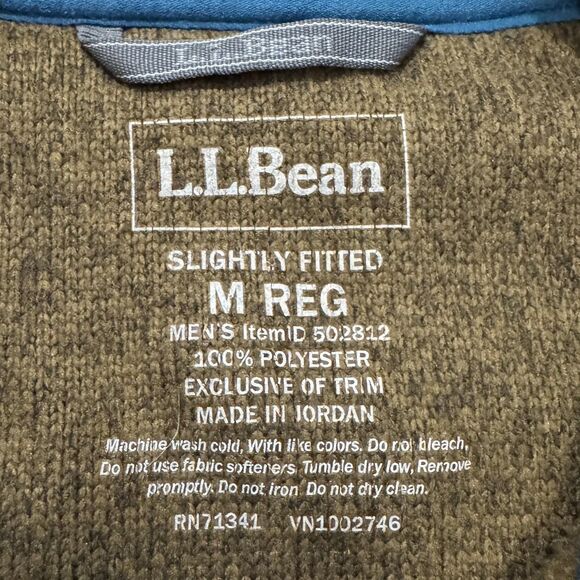 L.L.Bean
L.L.Bean
SLIGHTLY FITTED
M REG
MEN'S ItemID 502812
100% POLYESTER
EXCLUSIVE OF TRIM
MADE IN JORDAN
Machine wash cold, With like colors. Do not bleach,
Do not use fabric softeners Tumble dry low, Remove
promptly. Do not iron Do not dry clean.
RN71341 VN1002746